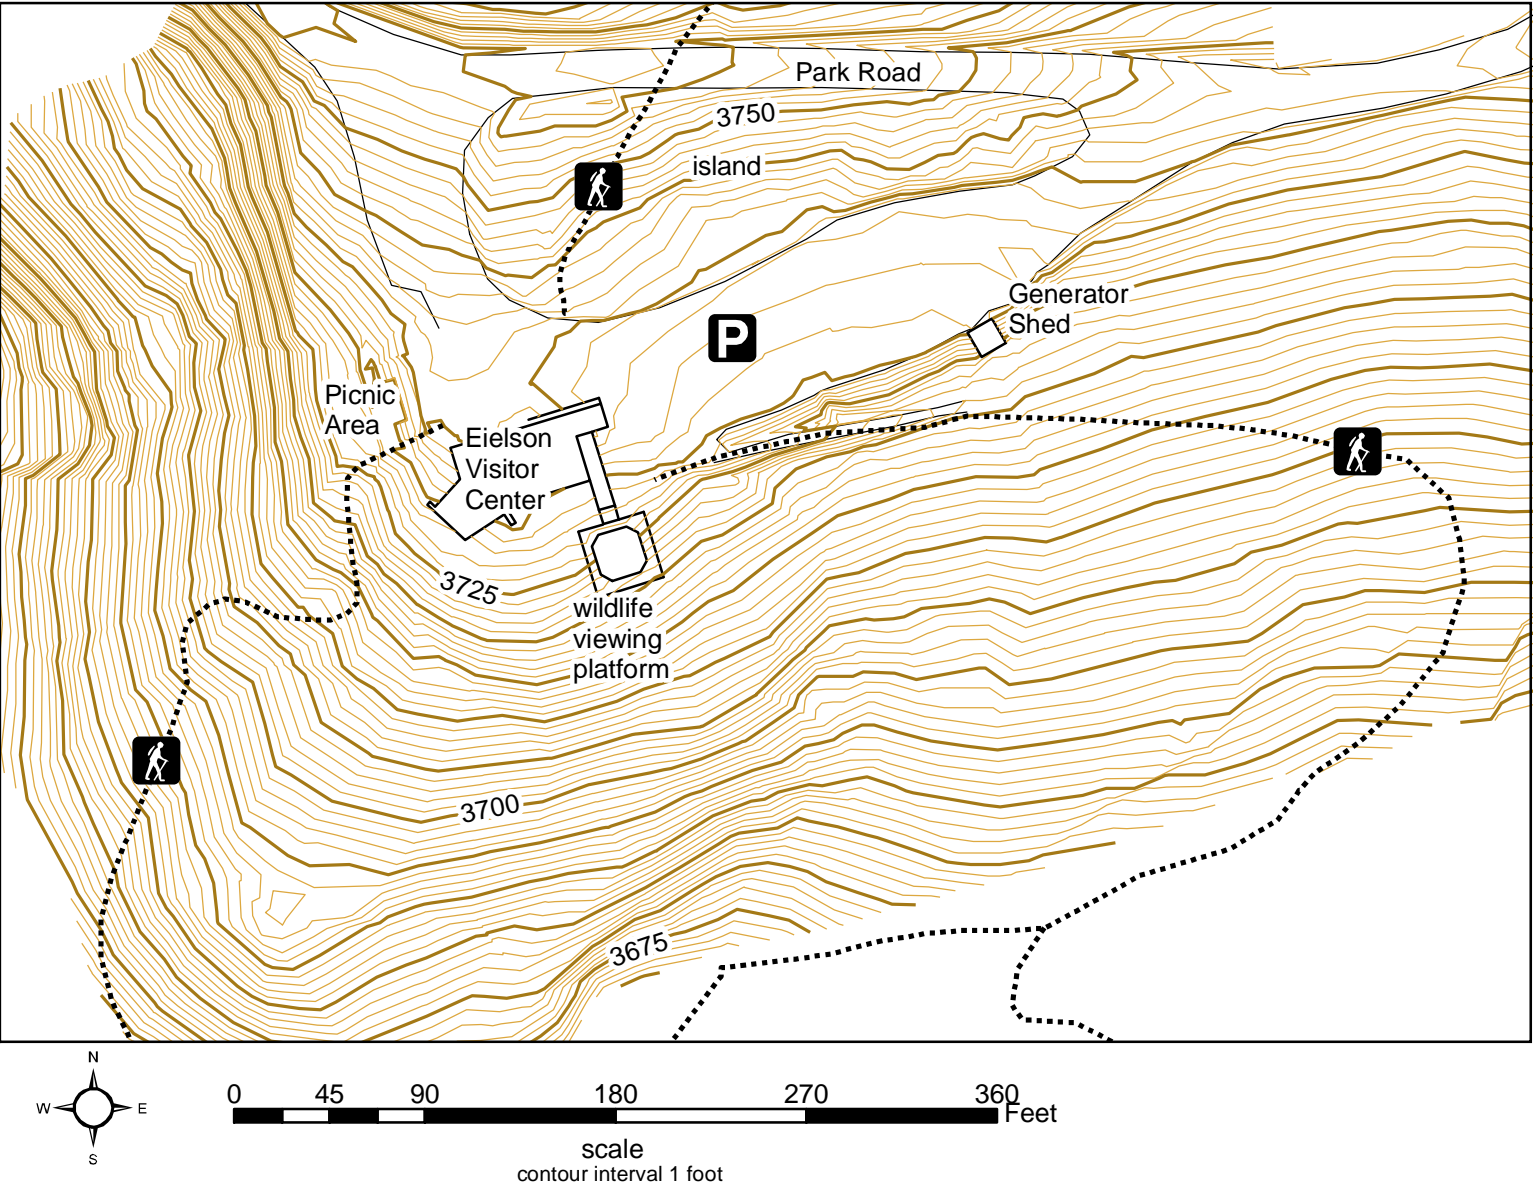 Park Road
3750
island
P
Generator
Shed
Picnic
Area
Eielson
Visitor
Center
3725
wildlife
viewing
platform
3700
3675
N
W E
S
0 45 90 180 270 360
Feet
scale
contour interval 1 foot